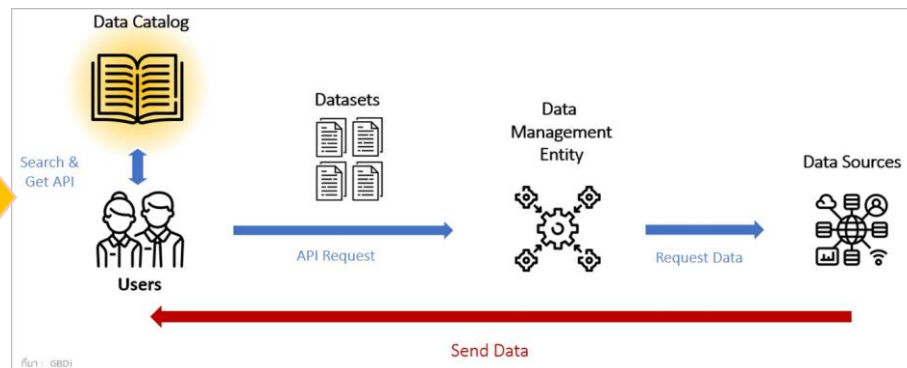 Data Catalog
Search &
Get API
Users
Datasets
API Request
Data
Management
Entity
Request Data
Data Sources
Send Data
ที่มา : GBDi